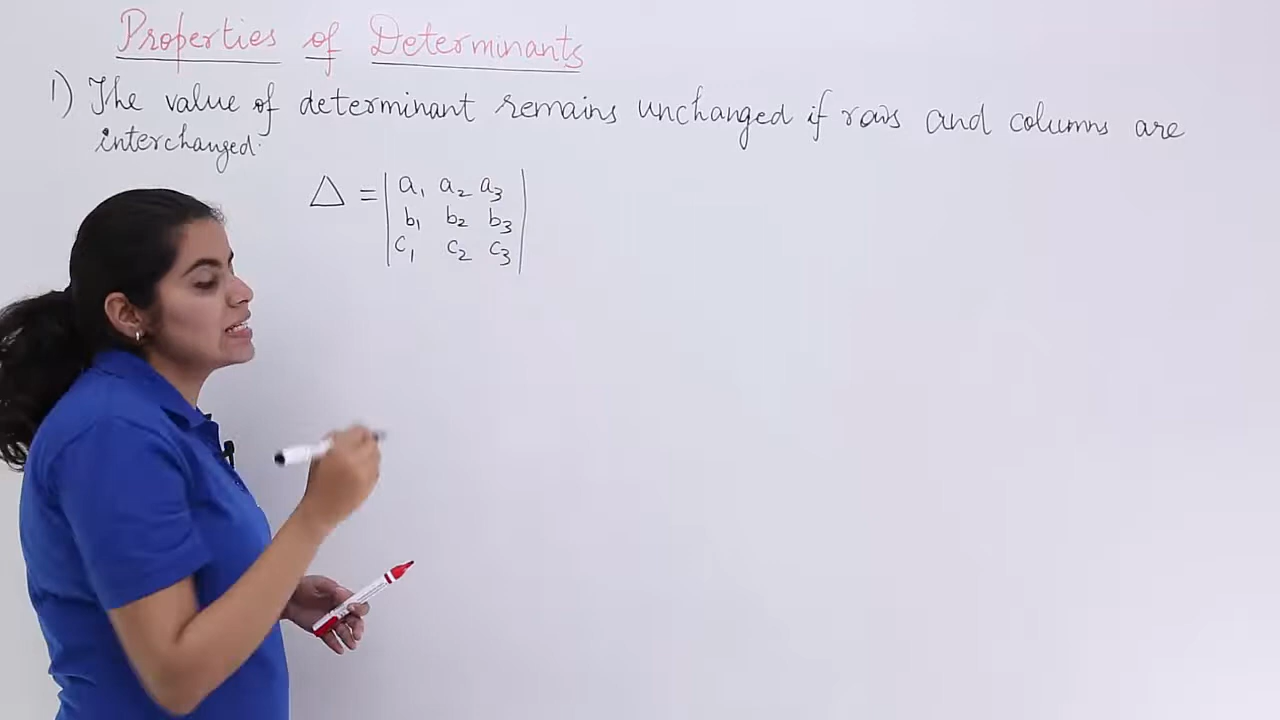 Properties of Determinants
1) The value of determinant remains unchanged if rows and columns are
interchanged.
Δ = | a₁ a₂ a₃ |
| b₁ b₂ b₃ |
| c₁ c₂ c₃ |